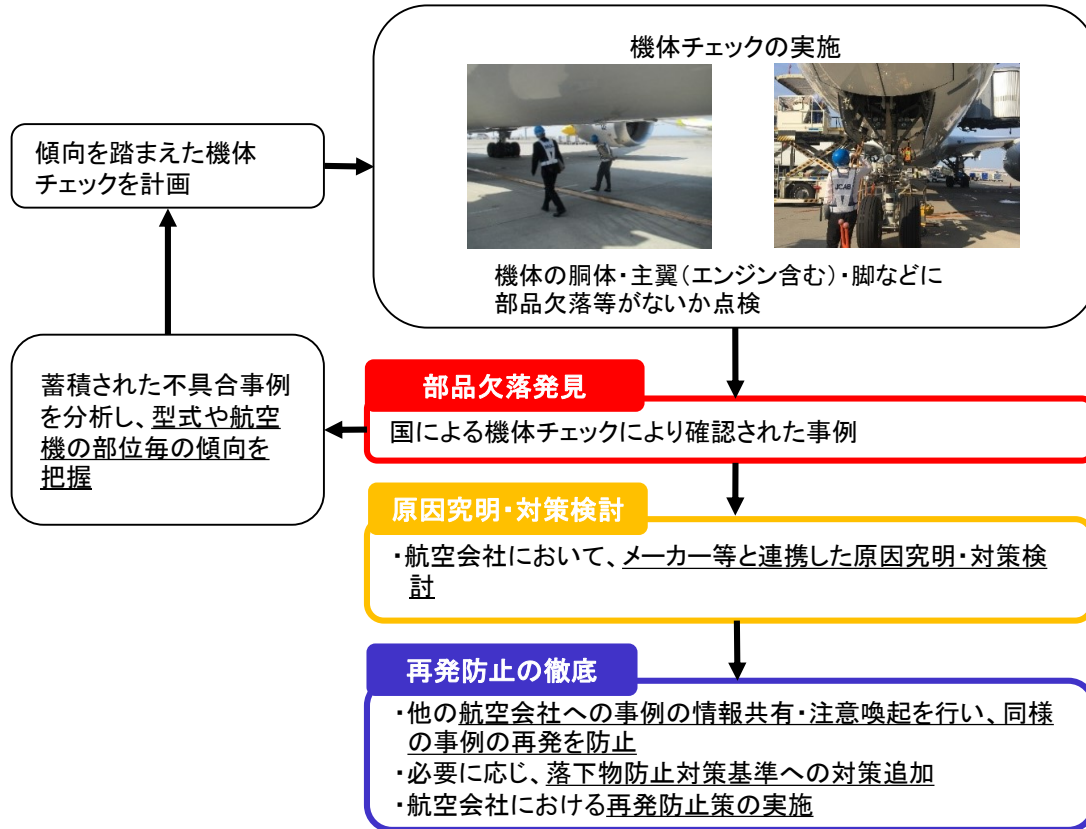 機体チェックの実施
JCAB
機体の胴体・主翼（エンジン含む）・脚などに
部品欠落等がないか点検
傾向を踏まえた機体
チェックを計画
蓄積された不具合事例
を分析し、型式や航空
機の部位毎の傾向を
把握
部品欠落発見
国による機体チェックにより確認された事例
原因究明・対策検討
・航空会社において、メーカー等と連携した原因究明・対策検
討
再発防止の徹底
・他の航空会社への事例の情報共有・注意喚起を行い、同様
の事例の再発を防止
・必要に応じ、落下物防止対策基準への対策追加
・航空会社における再発防止策の実施